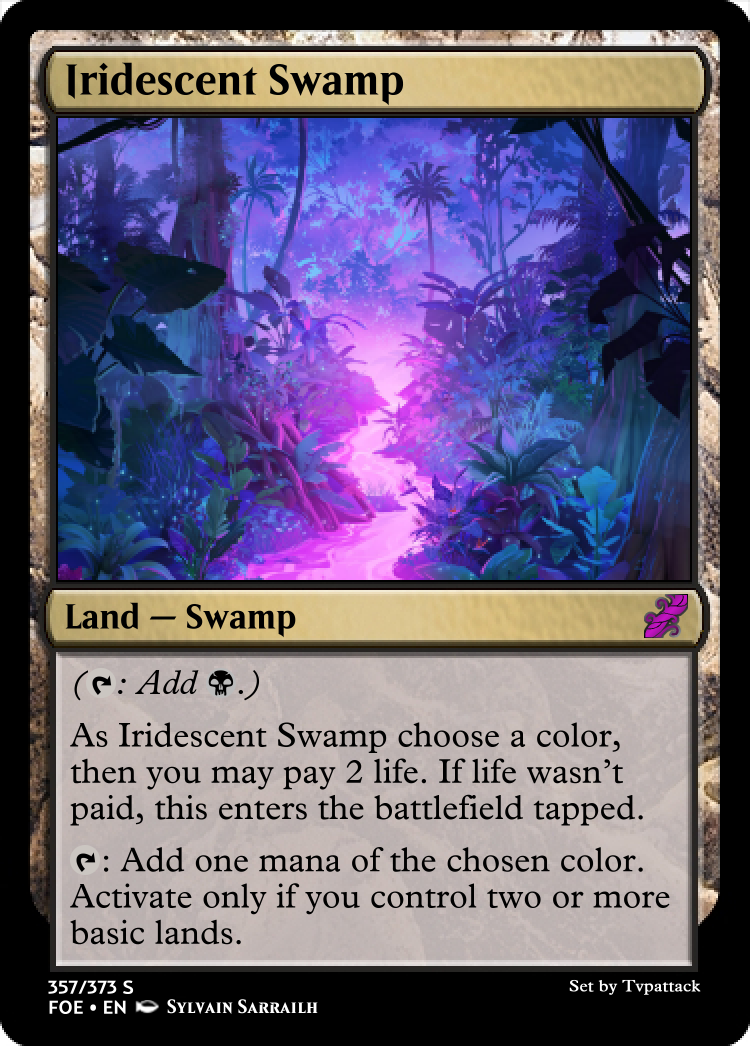 Iridescent Swamp
Land — Swamp
(: Add .)
As Iridescent Swamp choose a color,
then you may pay 2 life. If life wasn't
paid, this enters the battlefield tapped.
: Add one mana of the chosen color.
Activate only if you control two or more
basic lands.
357/373 S
Set by Tvpattack
FOE • EN Sylvain Sarrailh